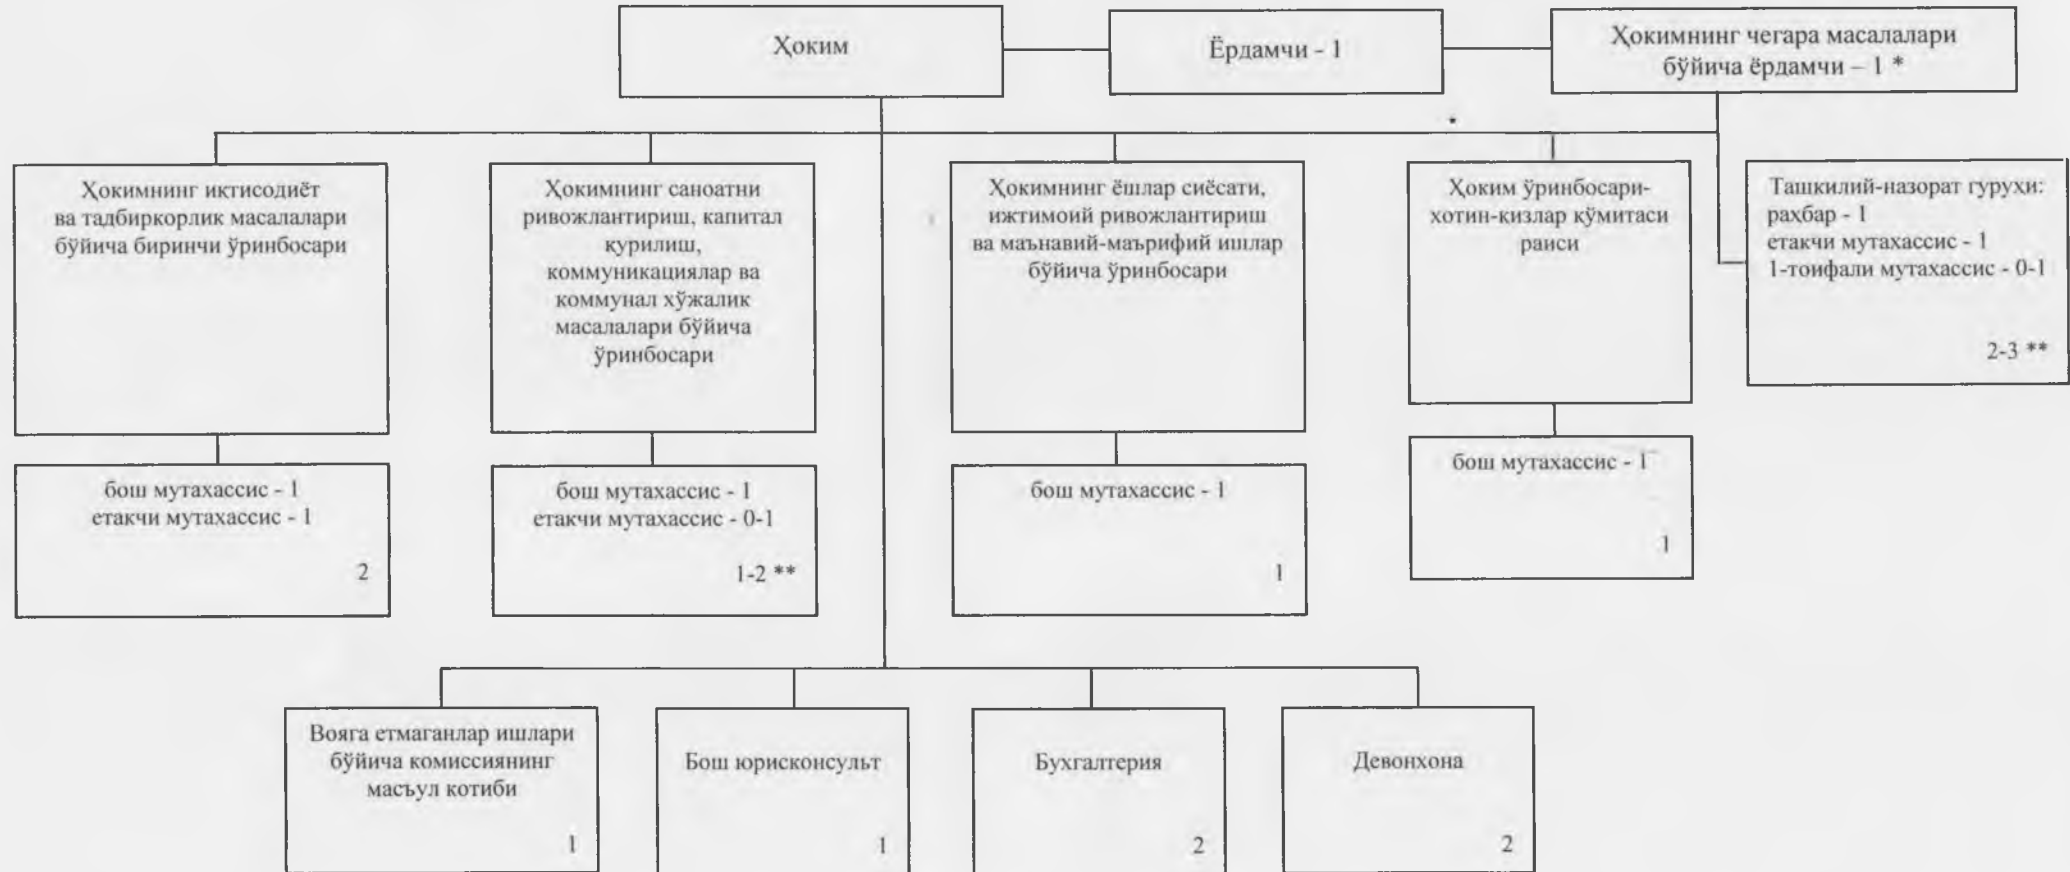 Ҳоким
Ёрдамчи - 1
Ҳокимнинг чегара масалалари
бўйича ёрдамчи – 1 *
Ҳокимнинг иктисодиёт
ва тадбиркорлик масалалари
бўйича биринчи ўринбосари
Ҳокимнинг саноатни
ривожлантириш, капитал
қурилиш,
коммуникациялар ва
коммунал хўжалик
масалалари бўйича
ўринбосари
Ҳокимнинг ёшлар сиёсати,
ижтимоий ривожлантириш
ва маънавий-маърифий ишлар
бўйича ўринбосари
Ҳоким ўринбосари-
хотин-кизлар қўмитаси
раиси
Ташкилий-назорат гуруҳи:
раҳбар - 1
етакчи мутахассис - 1
1-тоифали мутахассис - 0-1
2-3 **
бош мутахассис - 1
етакчи мутахассис - 1
2
бош мутахассис - 1
етакчи мутахассис - 0-1
1-2 **
бош мутахассис - 1
1
бош мутахассис - 1
1
Вояга етмаганлар ишлари
бўйича комиссиянинг
масъул котиби
1
Бош юрисконсульт
1
Бухгалтерия
2
Девонхона
2